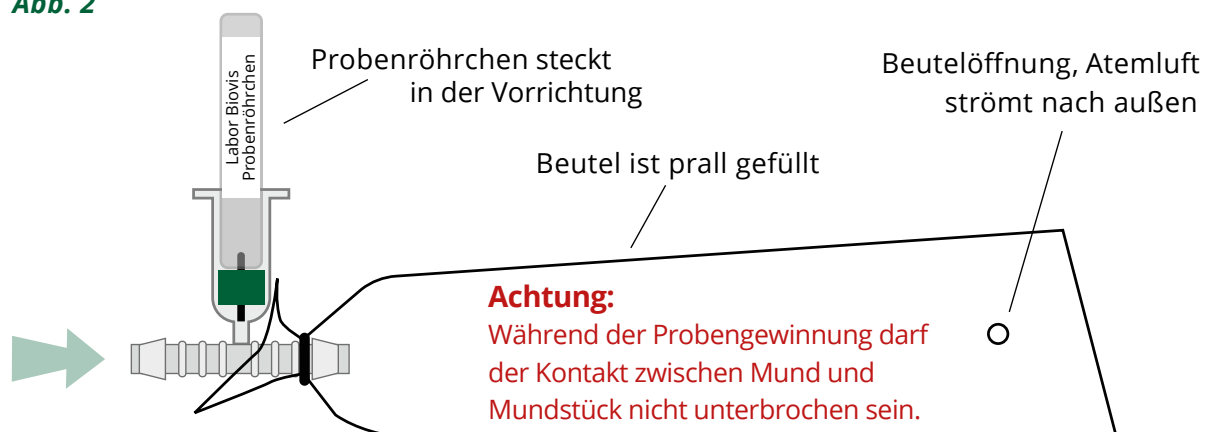 Abb. 2
Probenröhrchen steckt
in der Vorrichtung
Labor Biovis
Probenröhrchen
Beutelöffnung, Atemluft
strömt nach außen
Beutel ist prall gefüllt
Achtung:
Während der Probengewinnung darf
der Kontakt zwischen Mund und
Mundstück nicht unterbrochen sein.